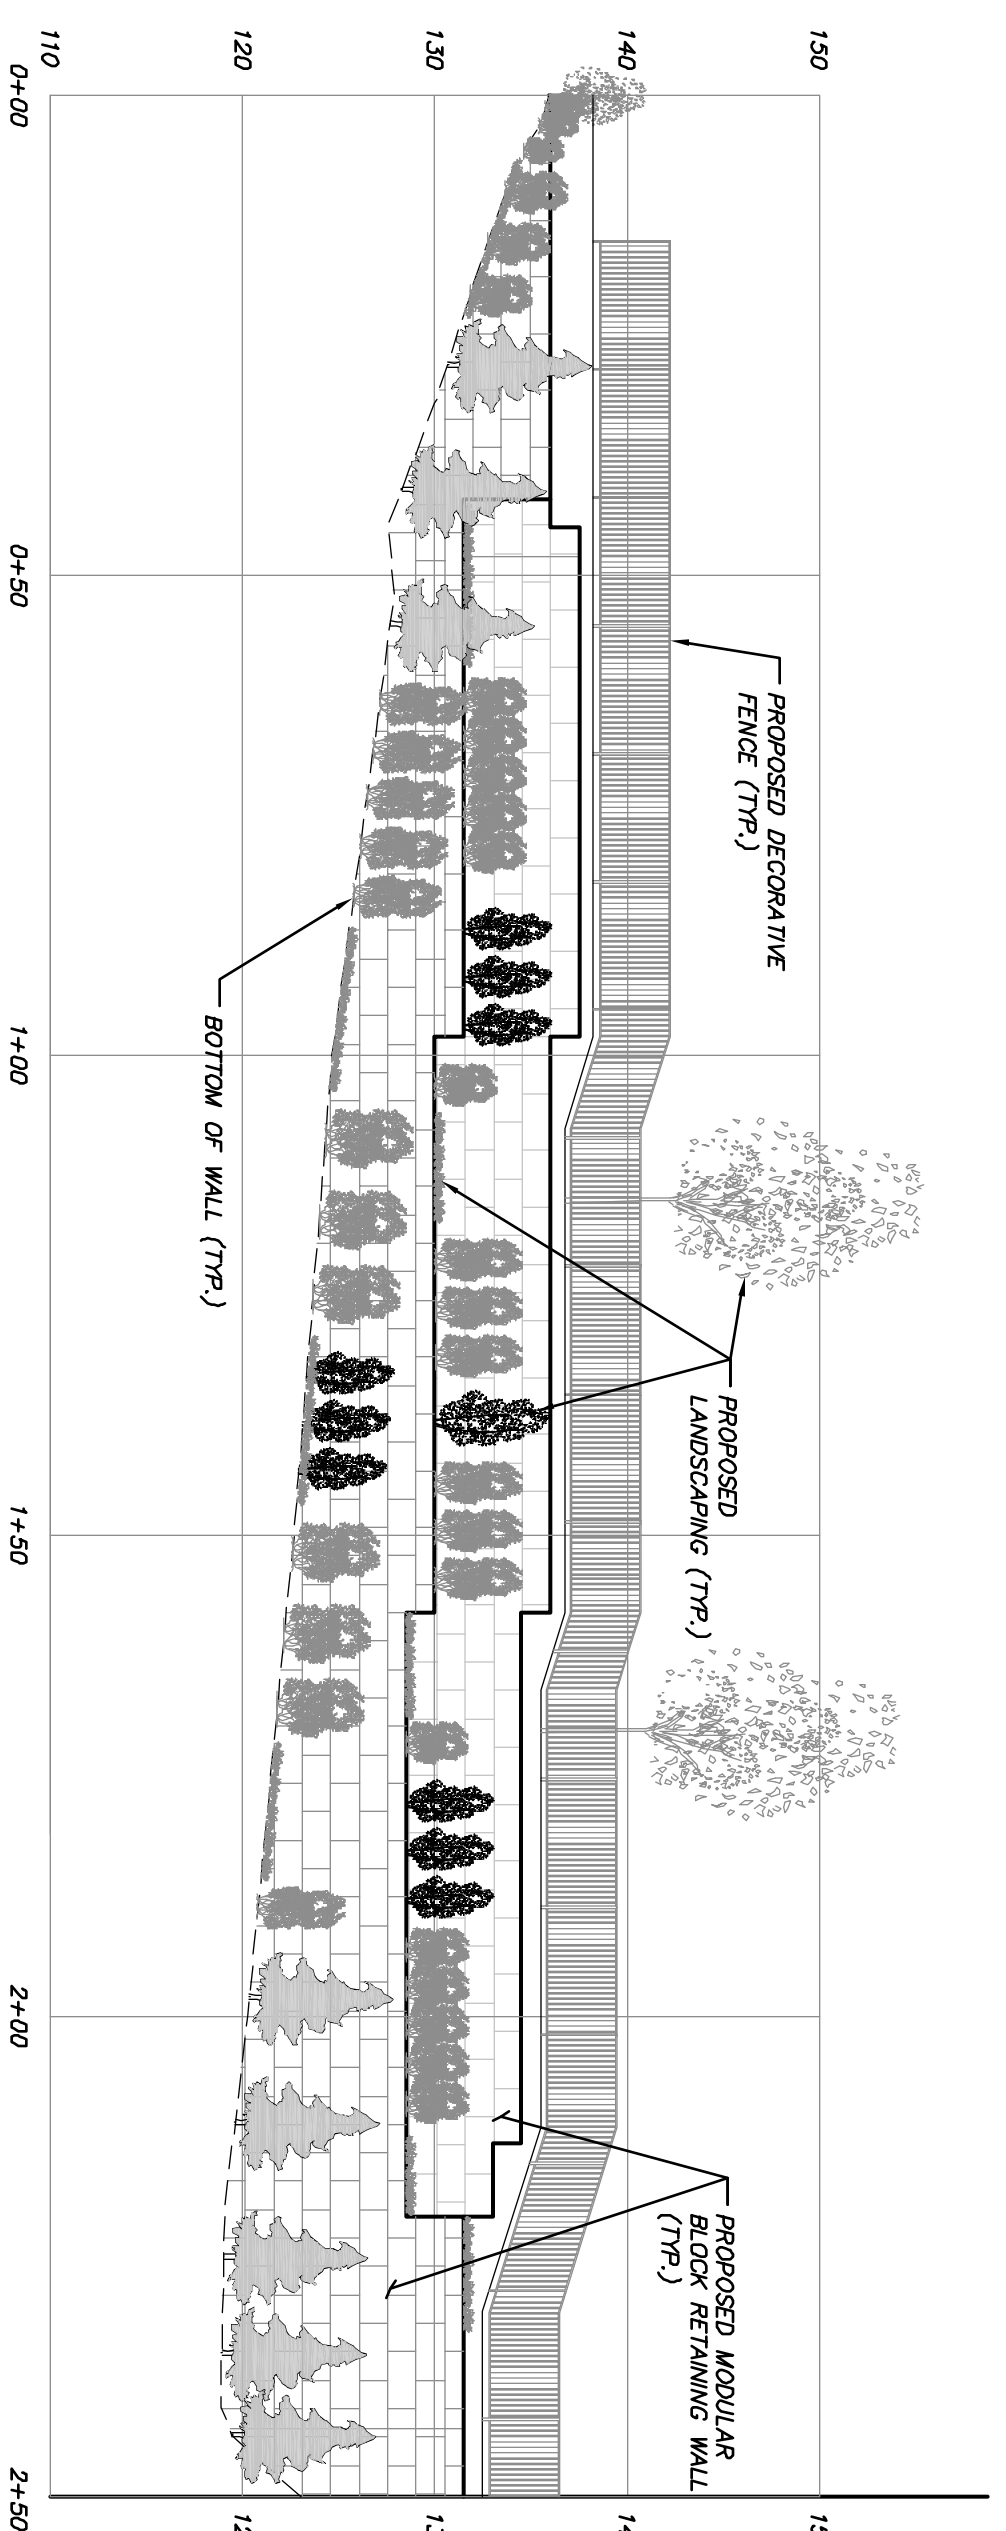 150
140
130
120
110
PROPOSED DECORATIVE
FENCE (TYP.)
PROPOSED
LANDSCAPING (TYP.)
PROPOSED MODULAR
BLOCK RETAINING WALL
(TYP.)
BOTTOM OF WALL (TYP.)
0+00
0+50
1+00
1+50
2+00
2+50